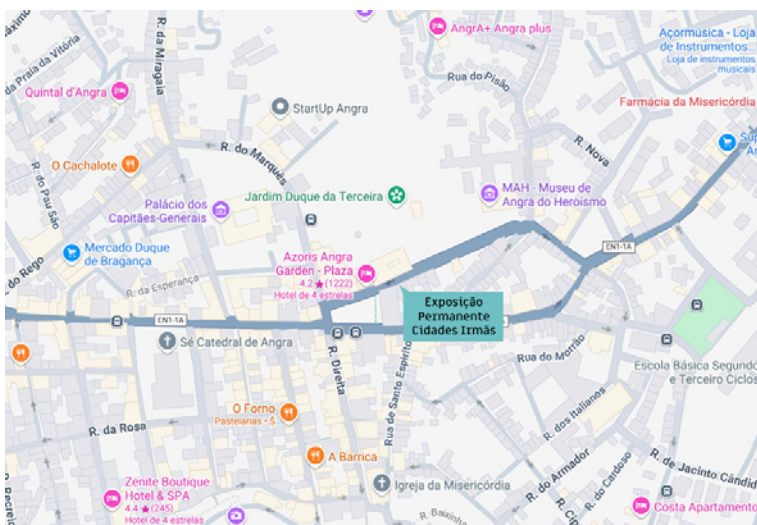 AngrA+ Angra plus
Açormúsica - Loja
de Instrumentos...
Loja de instrumentos
musicais
da Praia da Vitória
R. da Miragaia
Rua do Pisão
Quintal d'Angra
StartUp Angra
Farmácia da Misericórdia
O Cachalote
R. do Marquês
R. Nova
R. do Pau São
Palácio dos
Capitães-Generais
Jardim Duque da Terceira
MAH - Museu de
Angra do Heroísmo
Mercado Duque
de Bragança
R. do Rego
R. da Esperança
Azoris Angra
Garden - Plaza
4.2 ★ (1222)
Hotel de 4 estrelas
EN1-1A
Exposição
Permanente
Cidades Irmãs
EN1-1A
Sé Catedral de Angra
R. Direita
Rua de Santo Espírito
Rua do Morrão
Escola Básica Segundo
e Terceiro Ciclos
O Forno
Pastelarias · $
R. da Rosa
R. dos Italianos
A Barrica
R. do Armador
R. do Cardoso
R. de Jacinto Cândid
Zenite Boutique
Hotel & SPA
4.4 ★ (245)
Hotel de 4 estrelas
Igreja da Misericórdia
R. Baixinha
Costa Apartamento